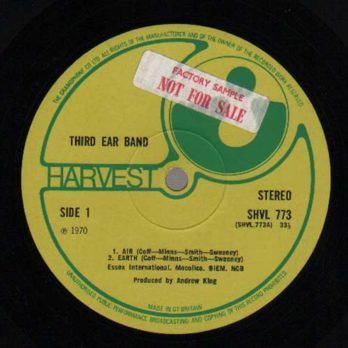 THE GRAMOPHONE CO LTD. ALL RIGHTS OF THE MANUFACTURER AND OF THE OWNER OF THE RECORDED WORK RESERVED
FACTORY SAMPLE
NOT FOR SALE
THIRD EAR BAND
HARVEST
STEREO
SIDE 1
SHVL 773
(SHVL.773A) 33⅓
℗ 1970
1. AIR (Coff—Minns—Smith—Sweeney)
2. EARTH (Coff—Minns—Smith—Sweeney)
Essex International. Mecolico. BIEM. NCB
Produced by Andrew King
MADE IN GT BRITAIN
UNAUTHORISED PUBLIC PERFORMANCE BROADCASTING AND COPYING OF THIS RECORD PROHIBITED